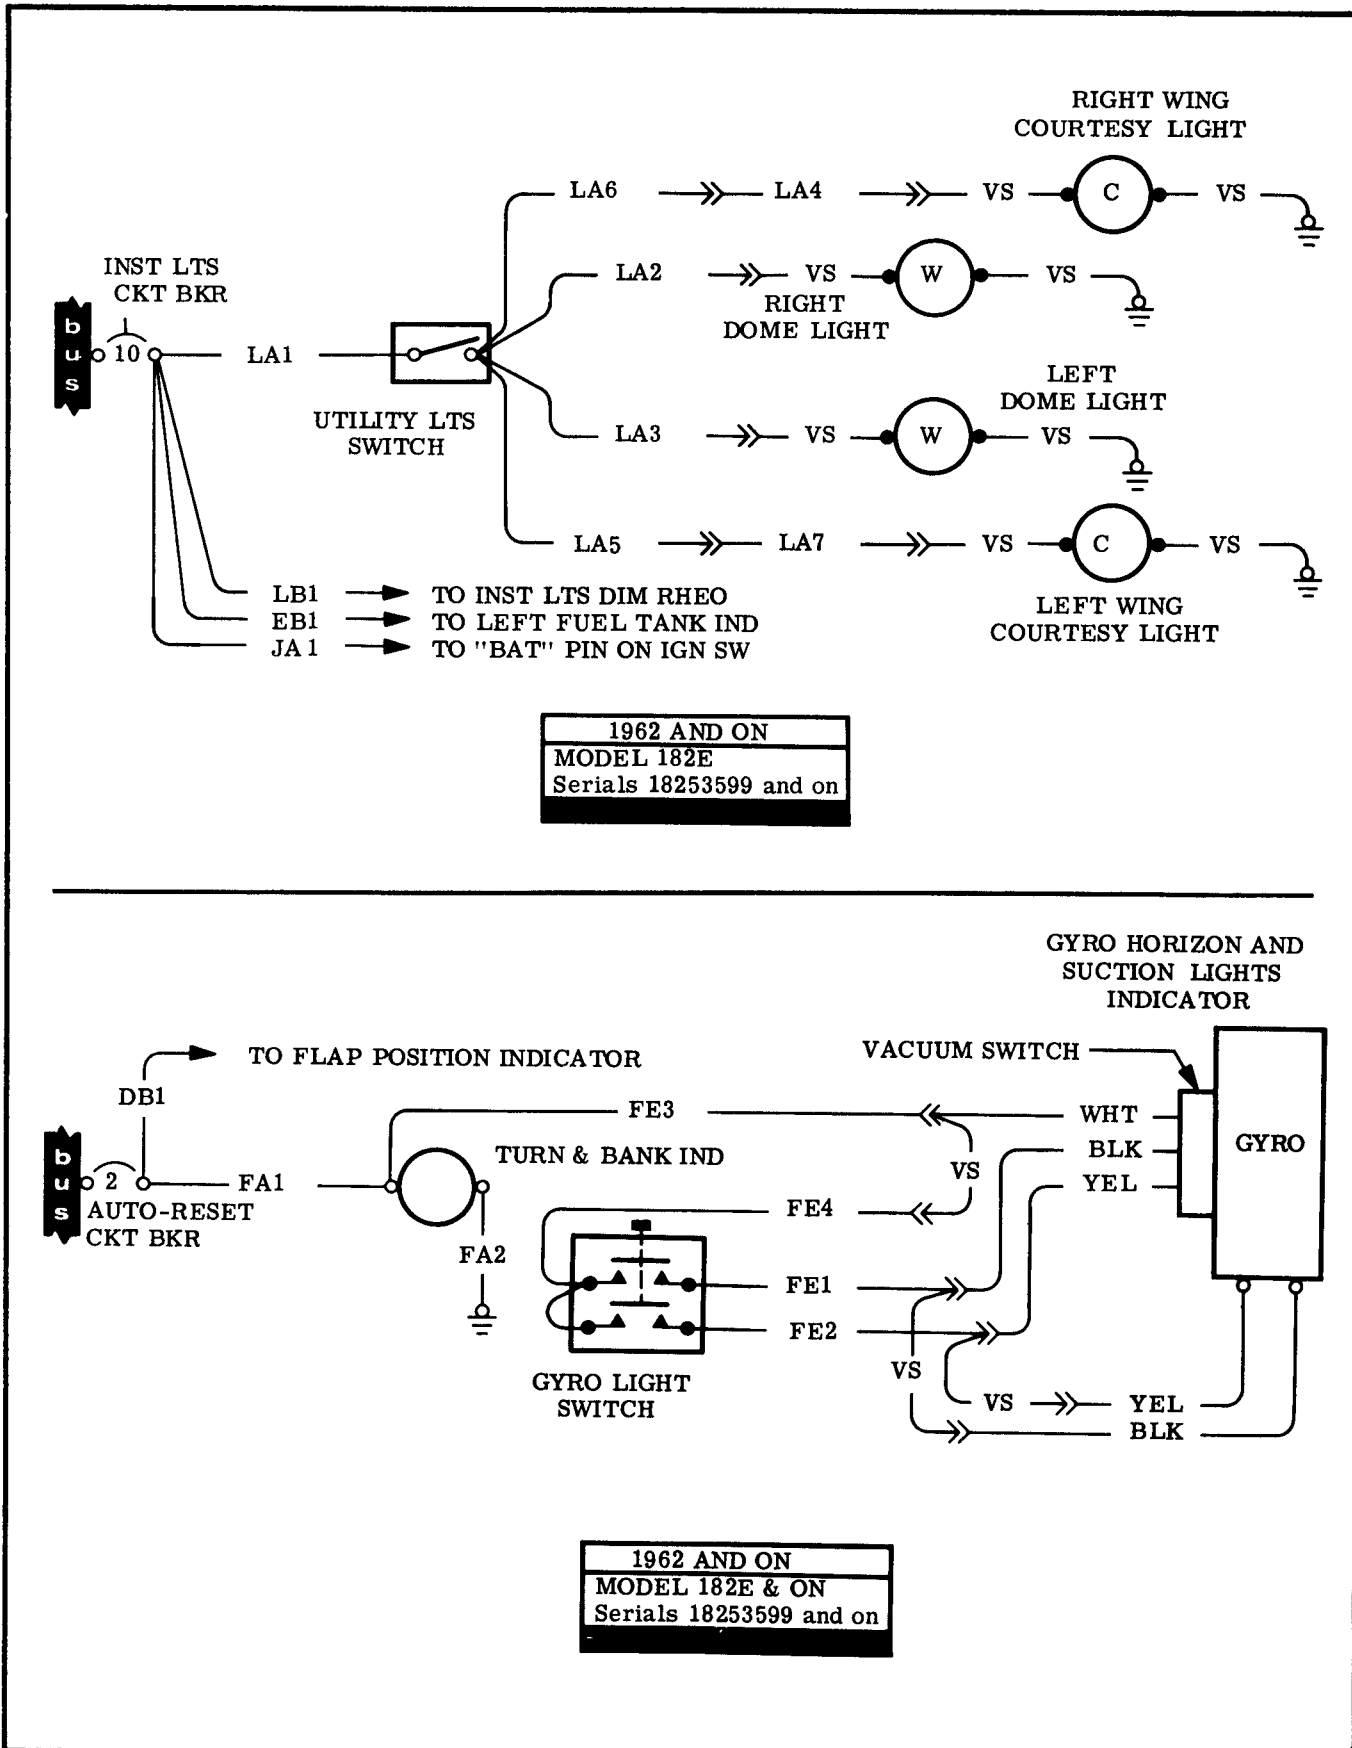 RIGHT WING
COURTESY LIGHT
LA6 LA4 VS C VS
INST LTS
CKT BKR
LA2 VS W VS
RIGHT
DOME LIGHT
bus 10 LA1
UTILITY LTS
SWITCH
LEFT
DOME LIGHT
LA3 VS W VS
LA5 LA7 VS C VS
LEFT WING
COURTESY LIGHT
LB1 TO INST LTS DIM RHEO
EB1 TO LEFT FUEL TANK IND
JA1 TO "BAT" PIN ON IGN SW
1962 AND ON
MODEL 182E
Serials 18253599 and on
GYRO HORIZON AND
SUCTION LIGHTS
INDICATOR
TO FLAP POSITION INDICATOR
VACUUM SWITCH
DB1
FE3 WHT
TURN & BANK IND
BLK
GYRO
VS
YEL
bus 2 FA1
AUTO-RESET
CKT BKR
FE4
FA2
FE1
FE2
VS
GYRO LIGHT
SWITCH
VS YEL
BLK
1962 AND ON
MODEL 182E & ON
Serials 18253599 and on